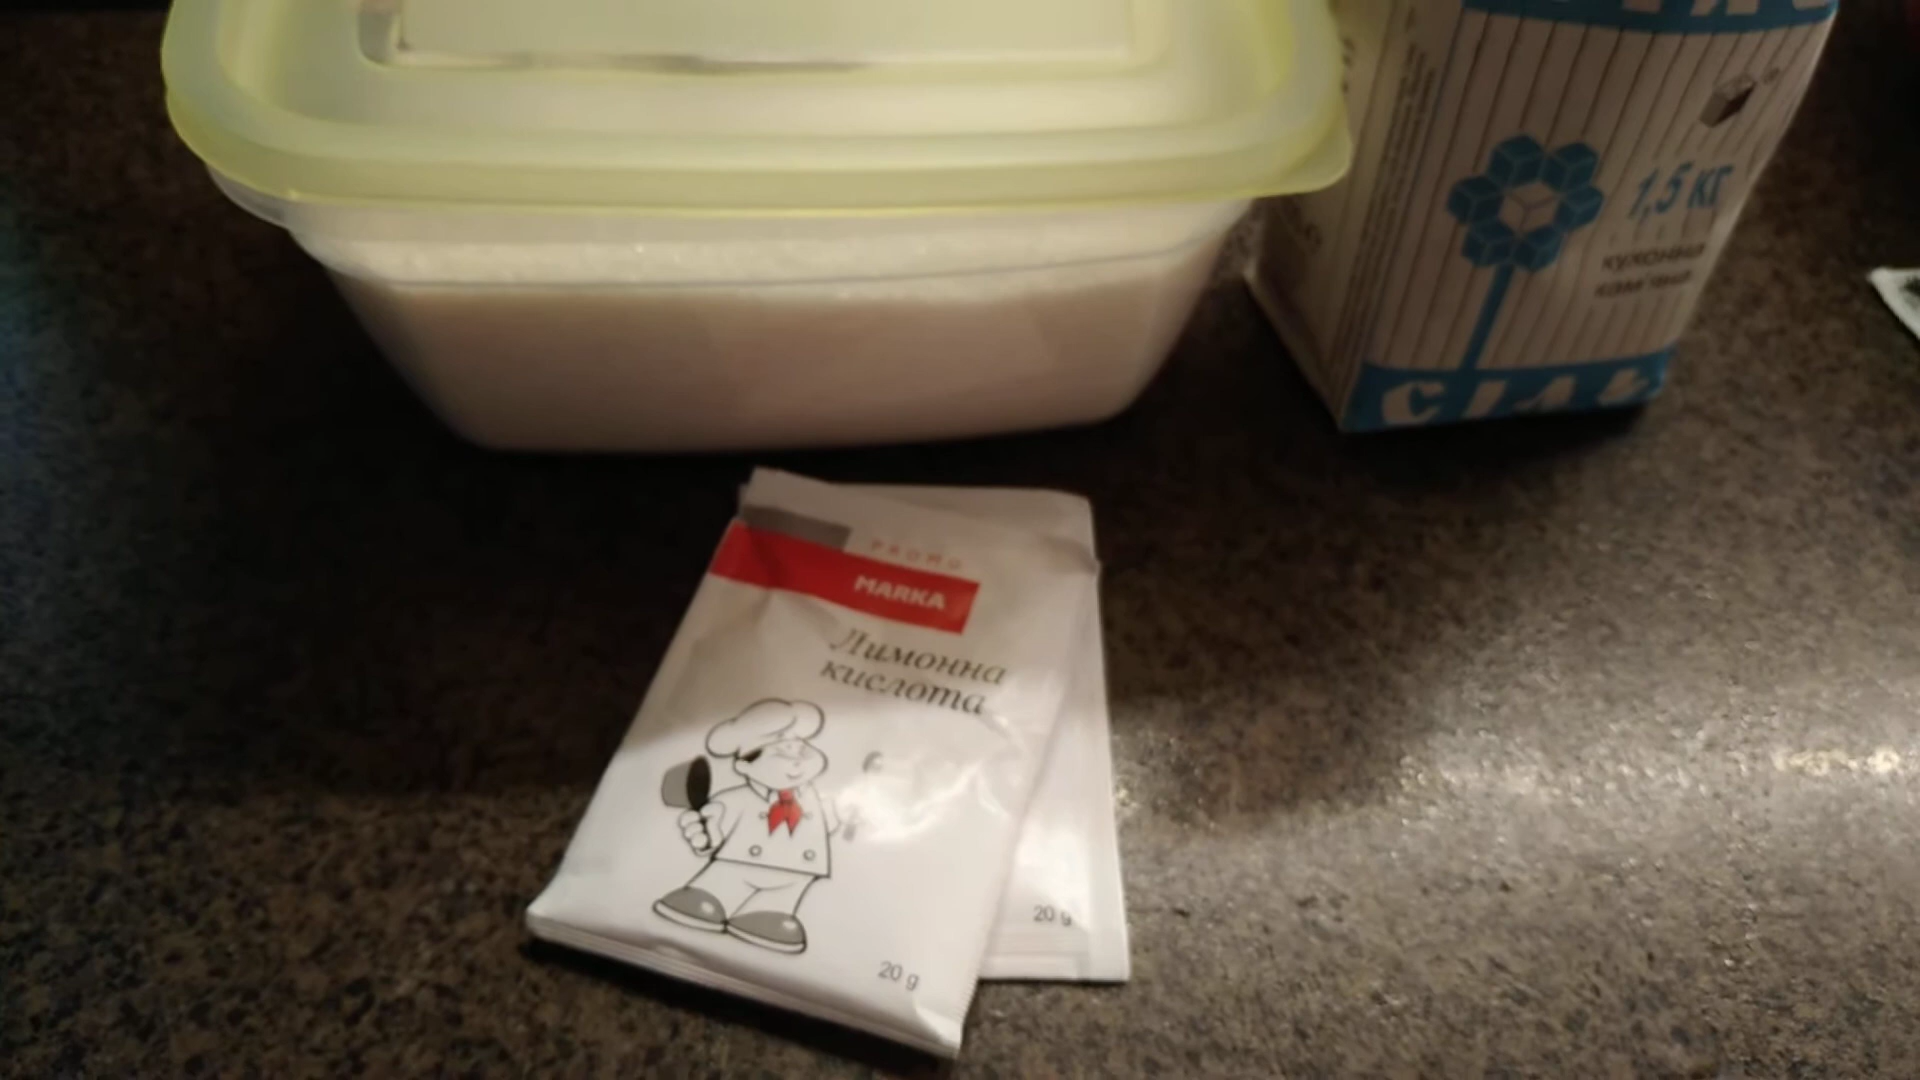 1,5 КГ
кухонна
кам'яна
СІЛЬ
PROMO
MARKA
Лимонна
кислота
20 g
20 g